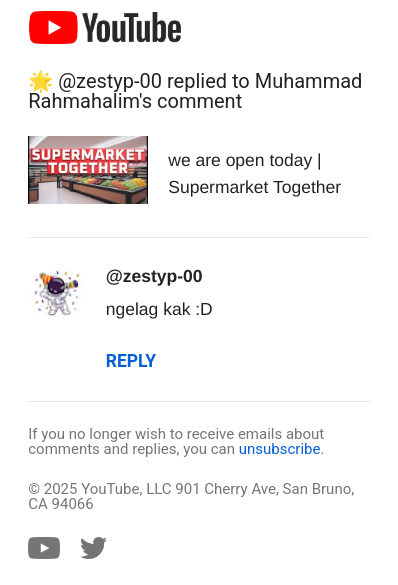 YouTube
🌟 @zestyp-00 replied to Muhammad
Rahmahalim's comment
SUPERMARKET
TOGETHER
we are open today |
Supermarket Together
@zestyp-00
ngelag kak :D
REPLY
If you no longer wish to receive emails about
comments and replies, you can unsubscribe.
© 2025 YouTube, LLC 901 Cherry Ave, San Bruno,
CA 94066